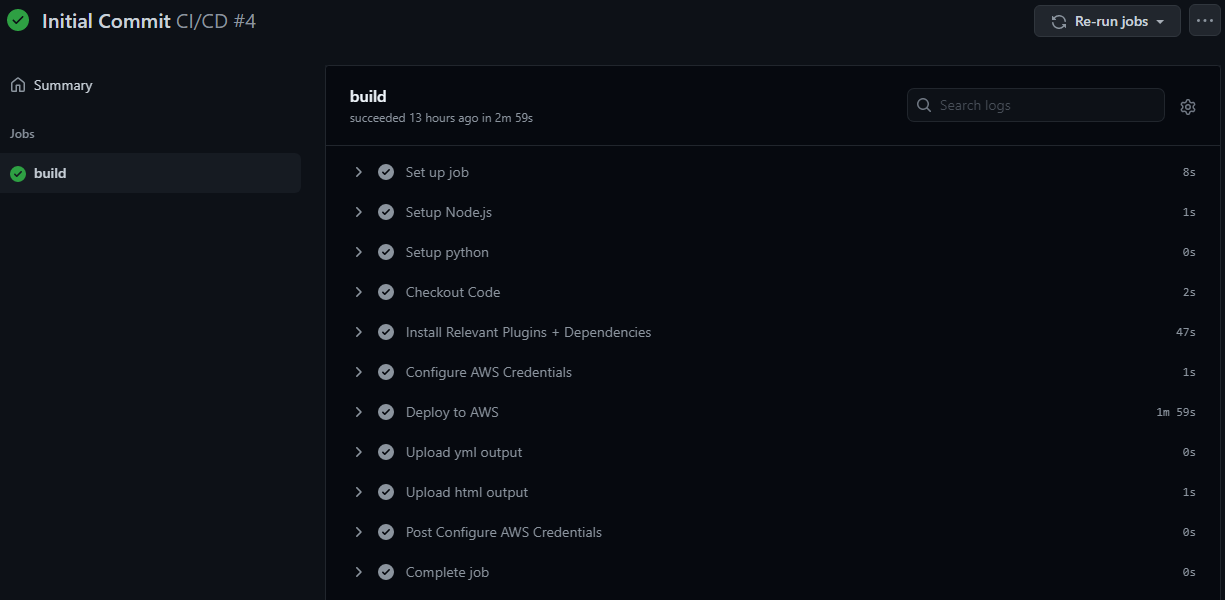 Initial Commit CI/CD #4
Re-run jobs
Summary
Jobs
build
build
succeeded 13 hours ago in 2m 59s
Search logs
Set up job 8s
Setup Node.js 1s
Setup python 0s
Checkout Code 2s
Install Relevant Plugins + Dependencies 47s
Configure AWS Credentials 1s
Deploy to AWS 1m 59s
Upload yml output 0s
Upload html output 1s
Post Configure AWS Credentials 0s
Complete job 0s